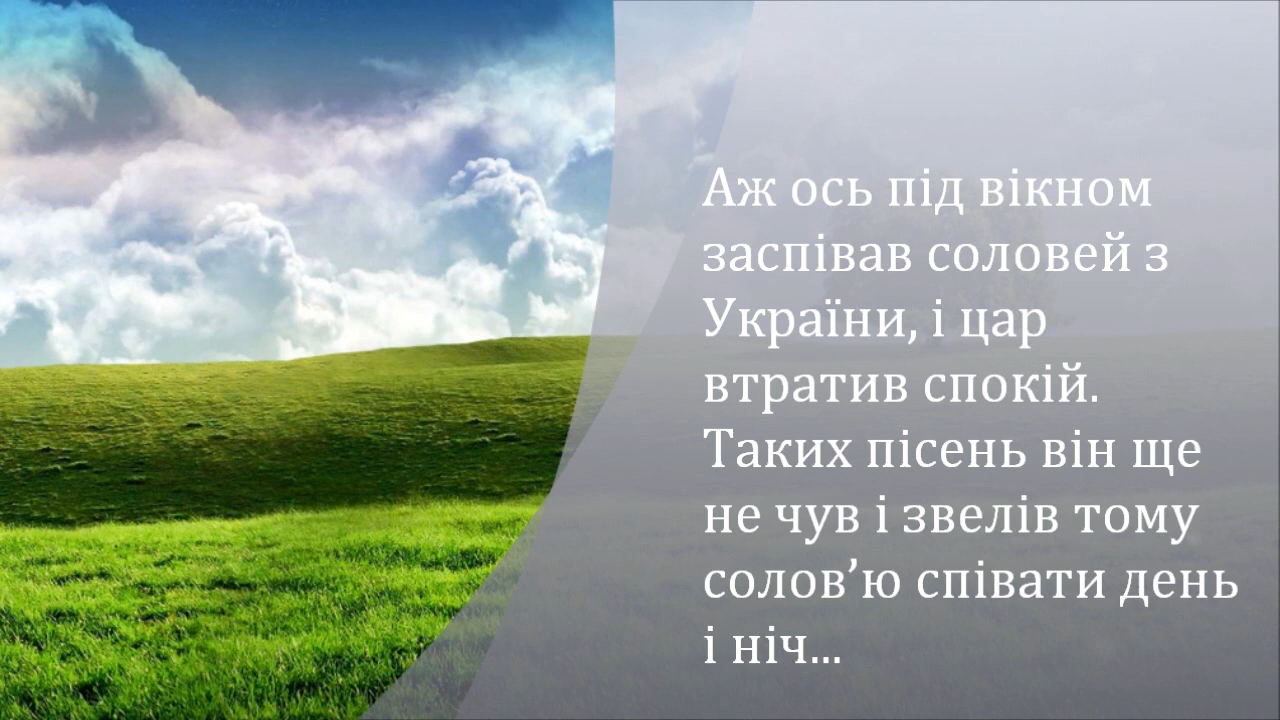 Аж ось під вікном
заспівав соловей з
України, і цар
втратив спокій.
Таких пісень він ще
не чув і звелів тому
солов’ю співати день
і ніч...